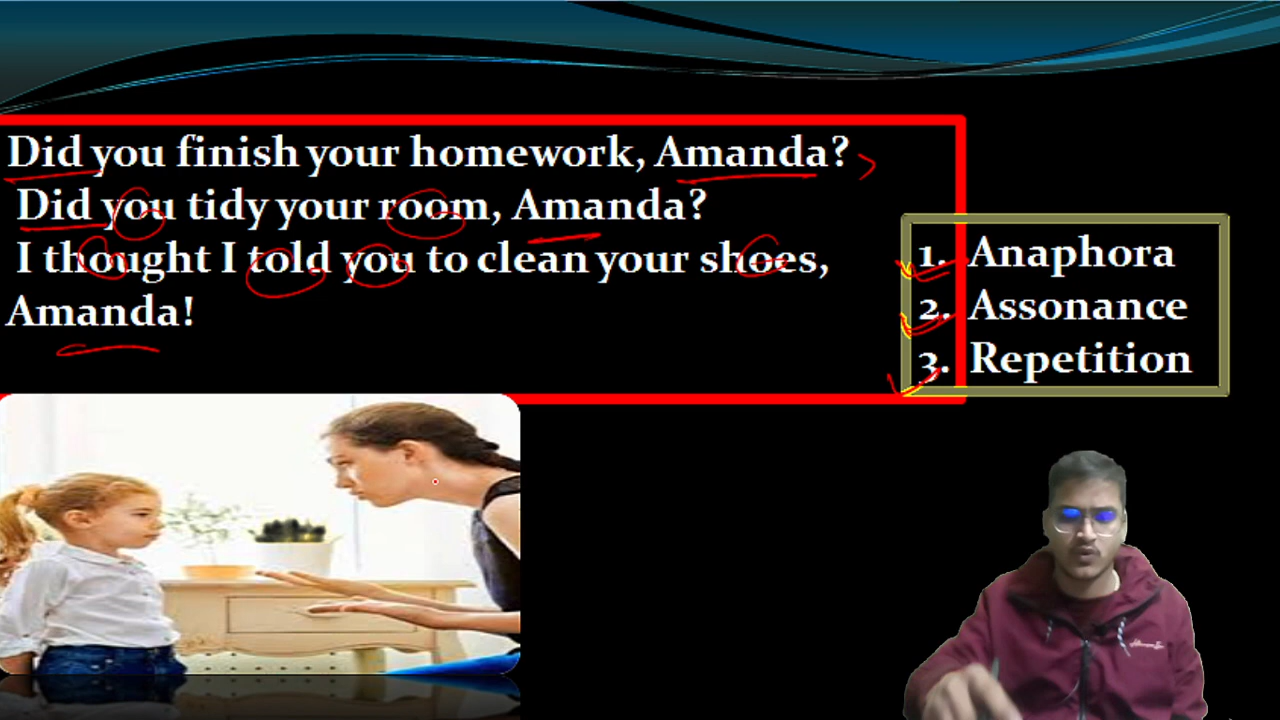 Did you finish your homework, Amanda?
Did you tidy your room, Amanda?
I thought I told you to clean your shoes,
Amanda!
1. Anaphora
2. Assonance
3. Repetition